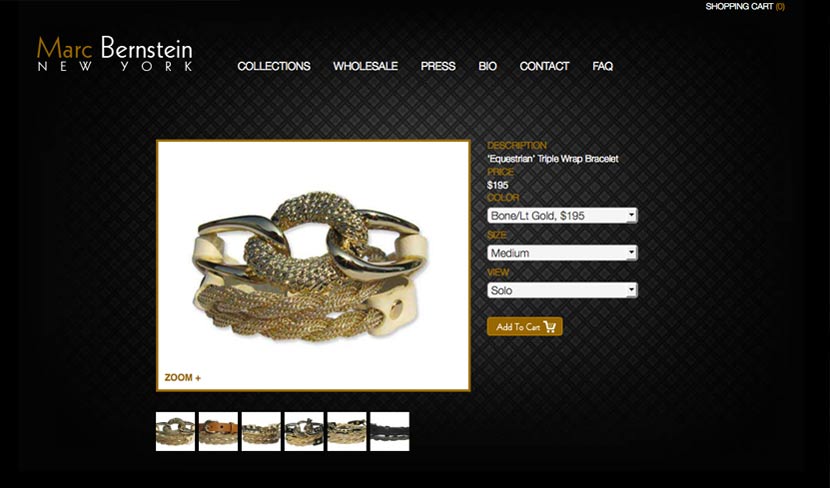 SHOPPING CART (0)
Marc Bernstein
NEW YORK
COLLECTIONS WHOLESALE PRESS BIO CONTACT FAQ
DESCRIPTION
'Equestrian' Triple Wrap Bracelet
PRICE
$195
COLOR
Bone/Lt Gold, $195
SIZE
Medium
VIEW
Solo
Add To Cart
ZOOM +